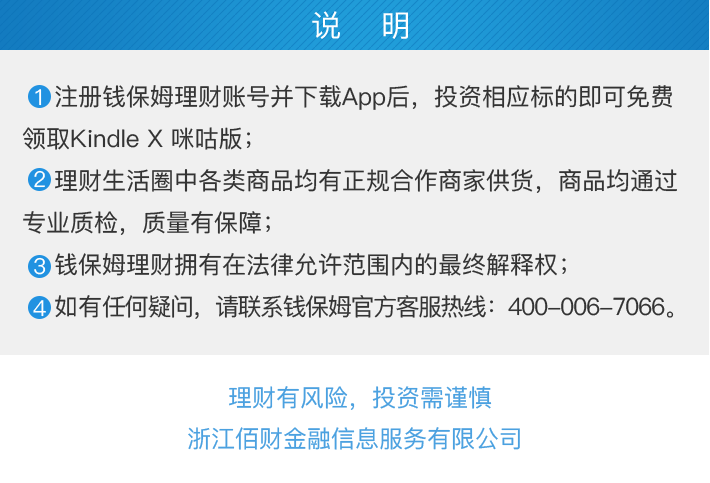 说 明
1 注册钱保姆理财账号并下载App后，投资相应标的即可免费
领取Kindle X 咪咕版；
2 理财生活圈中各类商品均有正规合作商家供货，商品均通过
专业质检，质量有保障；
3 钱保姆理财拥有在法律允许范围内的最终解释权；
4 如有任何疑问，请联系钱保姆官方客服热线：400-006-7066。
理财有风险，投资需谨慎
浙江佰财金融信息服务有限公司